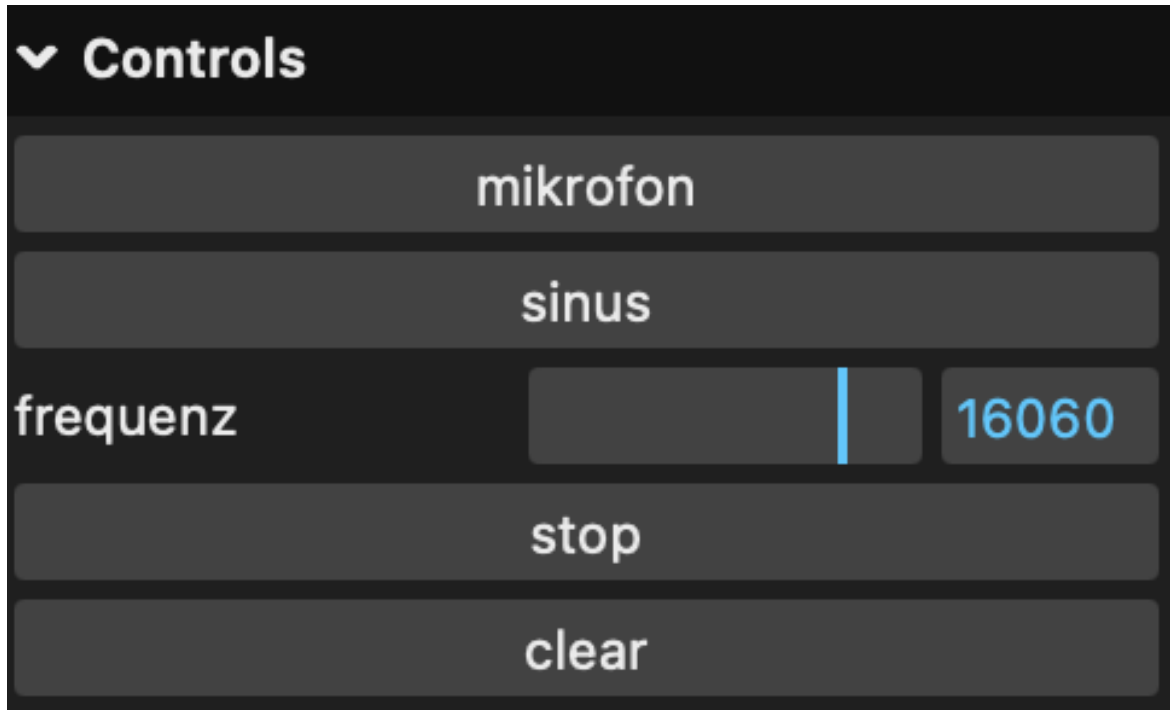 Controls
mikrofon
sinus
frequenz 16060
stop
clear